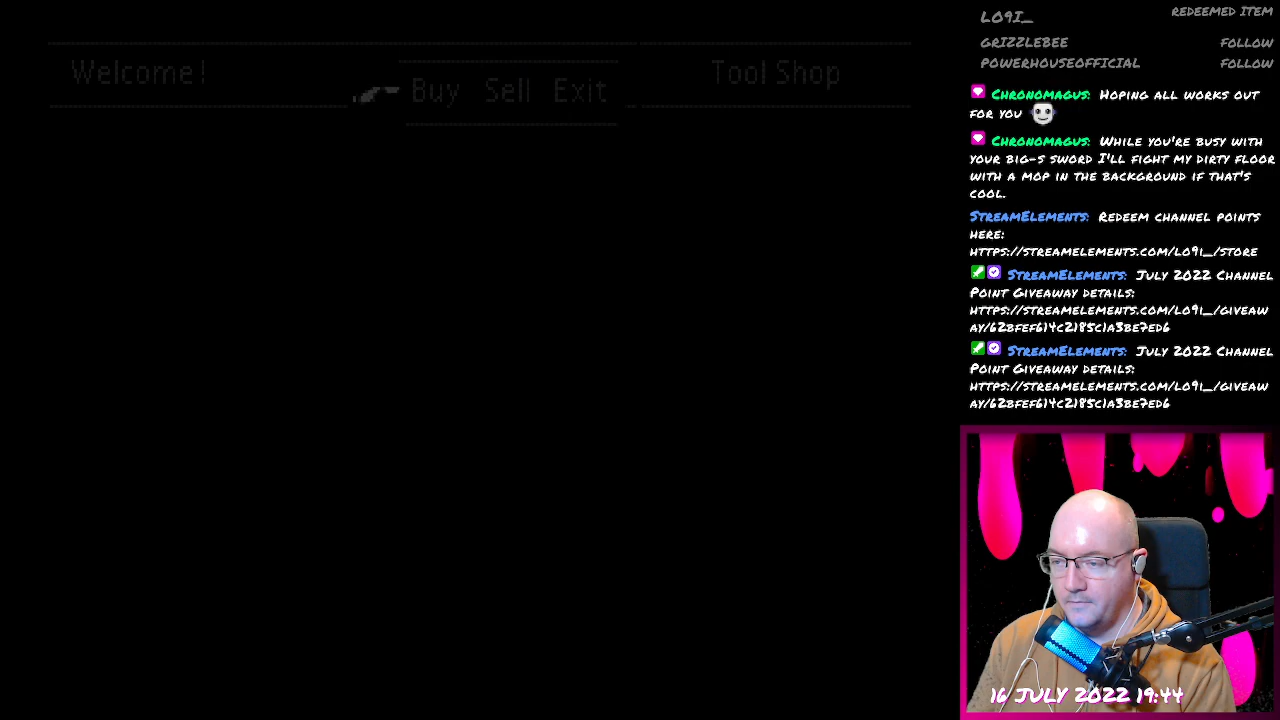 Welcome!
Buy Sell Exit
Tool Shop
LO9I_ REDEEMED ITEM
GRIZZLEBEE FOLLOW
POWERHOUSEOFFICIAL FOLLOW
CHRONOMAGUS: HOPING ALL WORKS OUT
FOR YOU
CHRONOMAGUS: WHILE YOU'RE BUSY WITH
YOUR BIG-S SWORD I'LL FIGHT MY DIRTY FLOOR
WITH A MOP IN THE BACKGROUND IF THAT'S
COOL.
STREAMELEMENTS: REDEEM CHANNEL POINTS
HERE:
HTTPS://STREAMELEMENTS.COM/LO9I_/STORE
STREAMELEMENTS: JULY 2022 CHANNEL
POINT GIVEAWAY DETAILS:
HTTPS://STREAMELEMENTS.COM/LO9I_/GIVEAW
AY/62BFEF614C2185C1A3BE7ED6
STREAMELEMENTS: JULY 2022 CHANNEL
POINT GIVEAWAY DETAILS:
HTTPS://STREAMELEMENTS.COM/LO9I_/GIVEAW
AY/62BFEF614C2185C1A3BE7ED6
16 JULY 2022 19:44